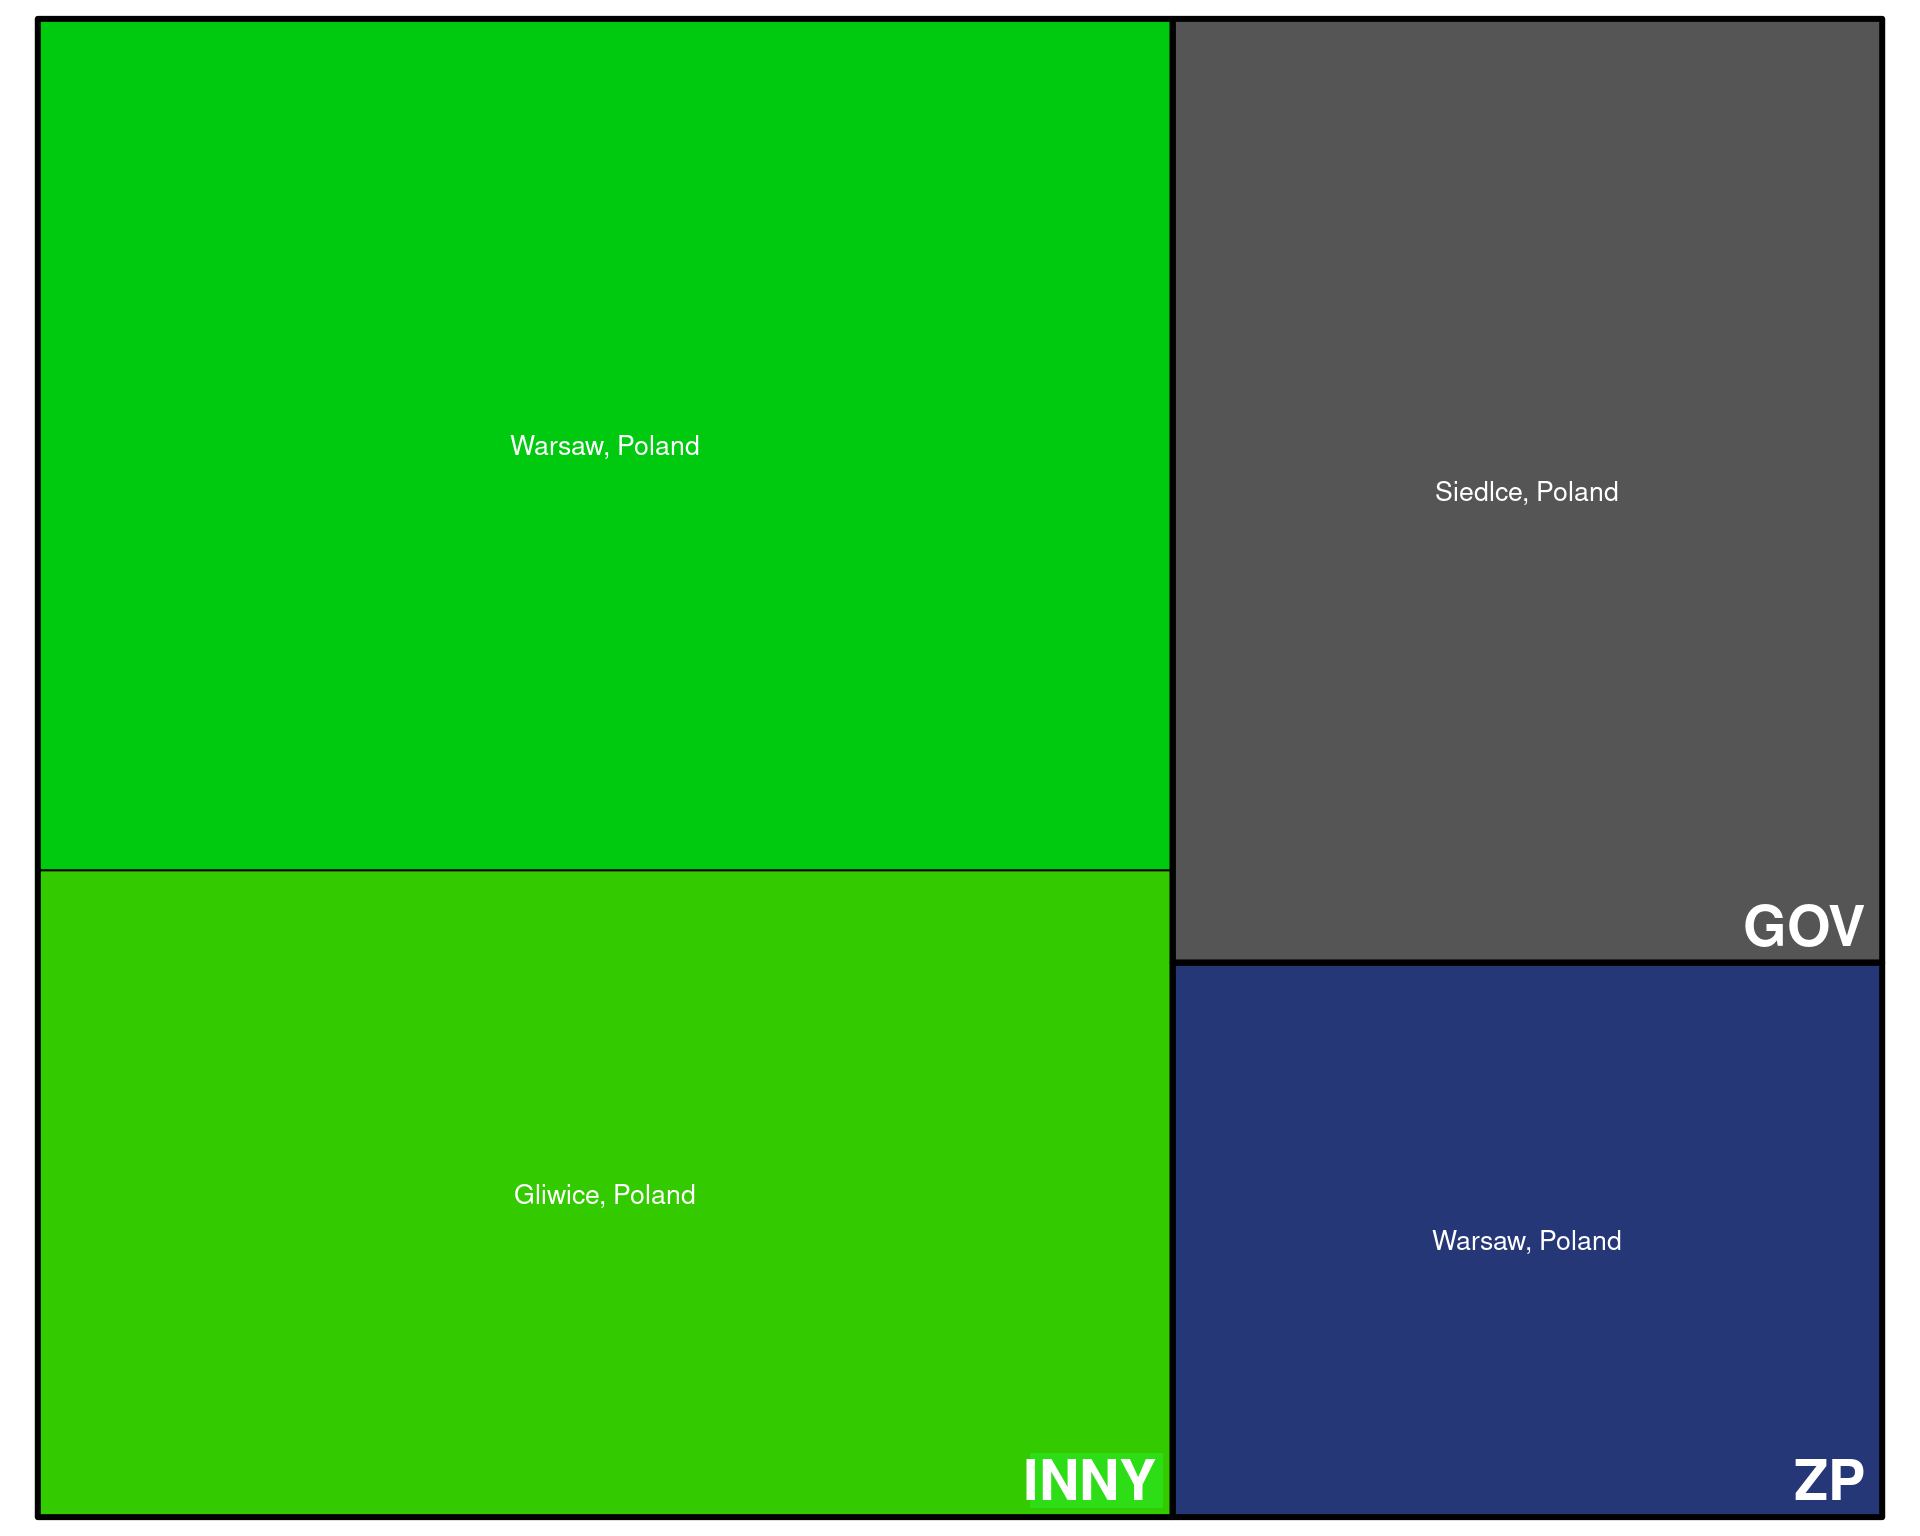 Warsaw, Poland
Gliwice, Poland
INNY
Siedlce, Poland
GOV
Warsaw, Poland
ZP